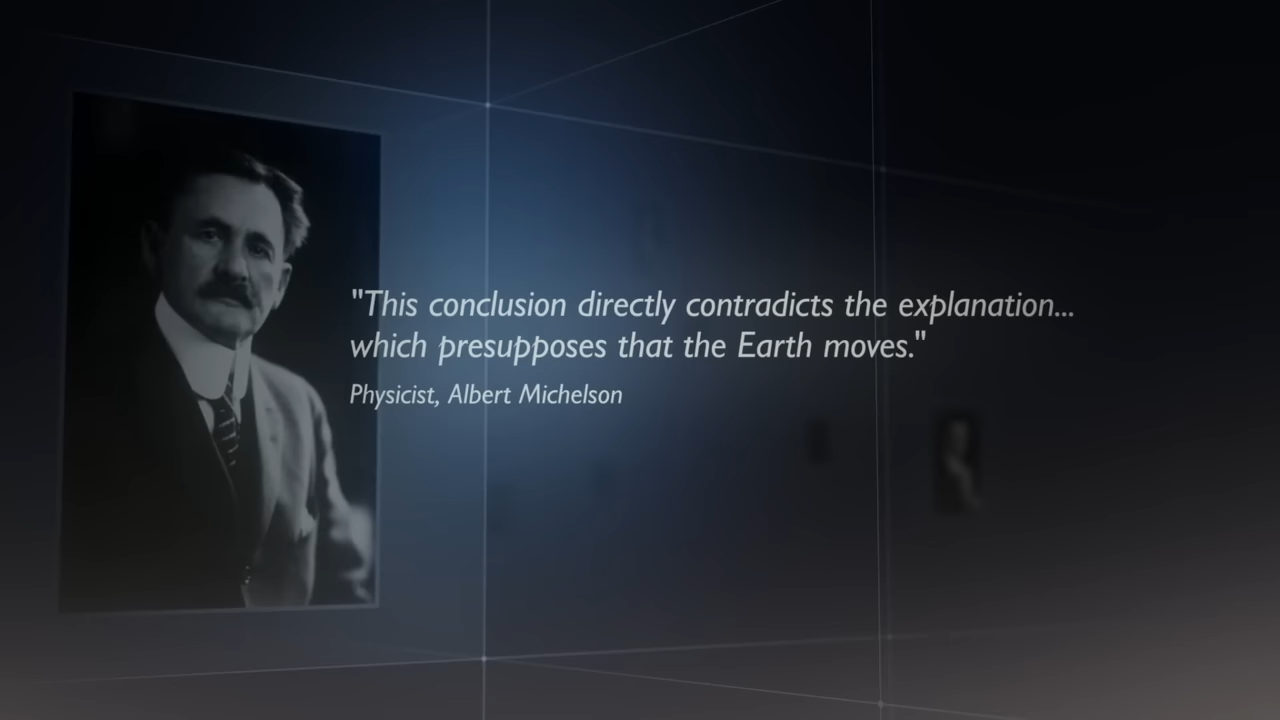 "This conclusion directly contradicts the explanation...
which presupposes that the Earth moves."
Physicist, Albert Michelson